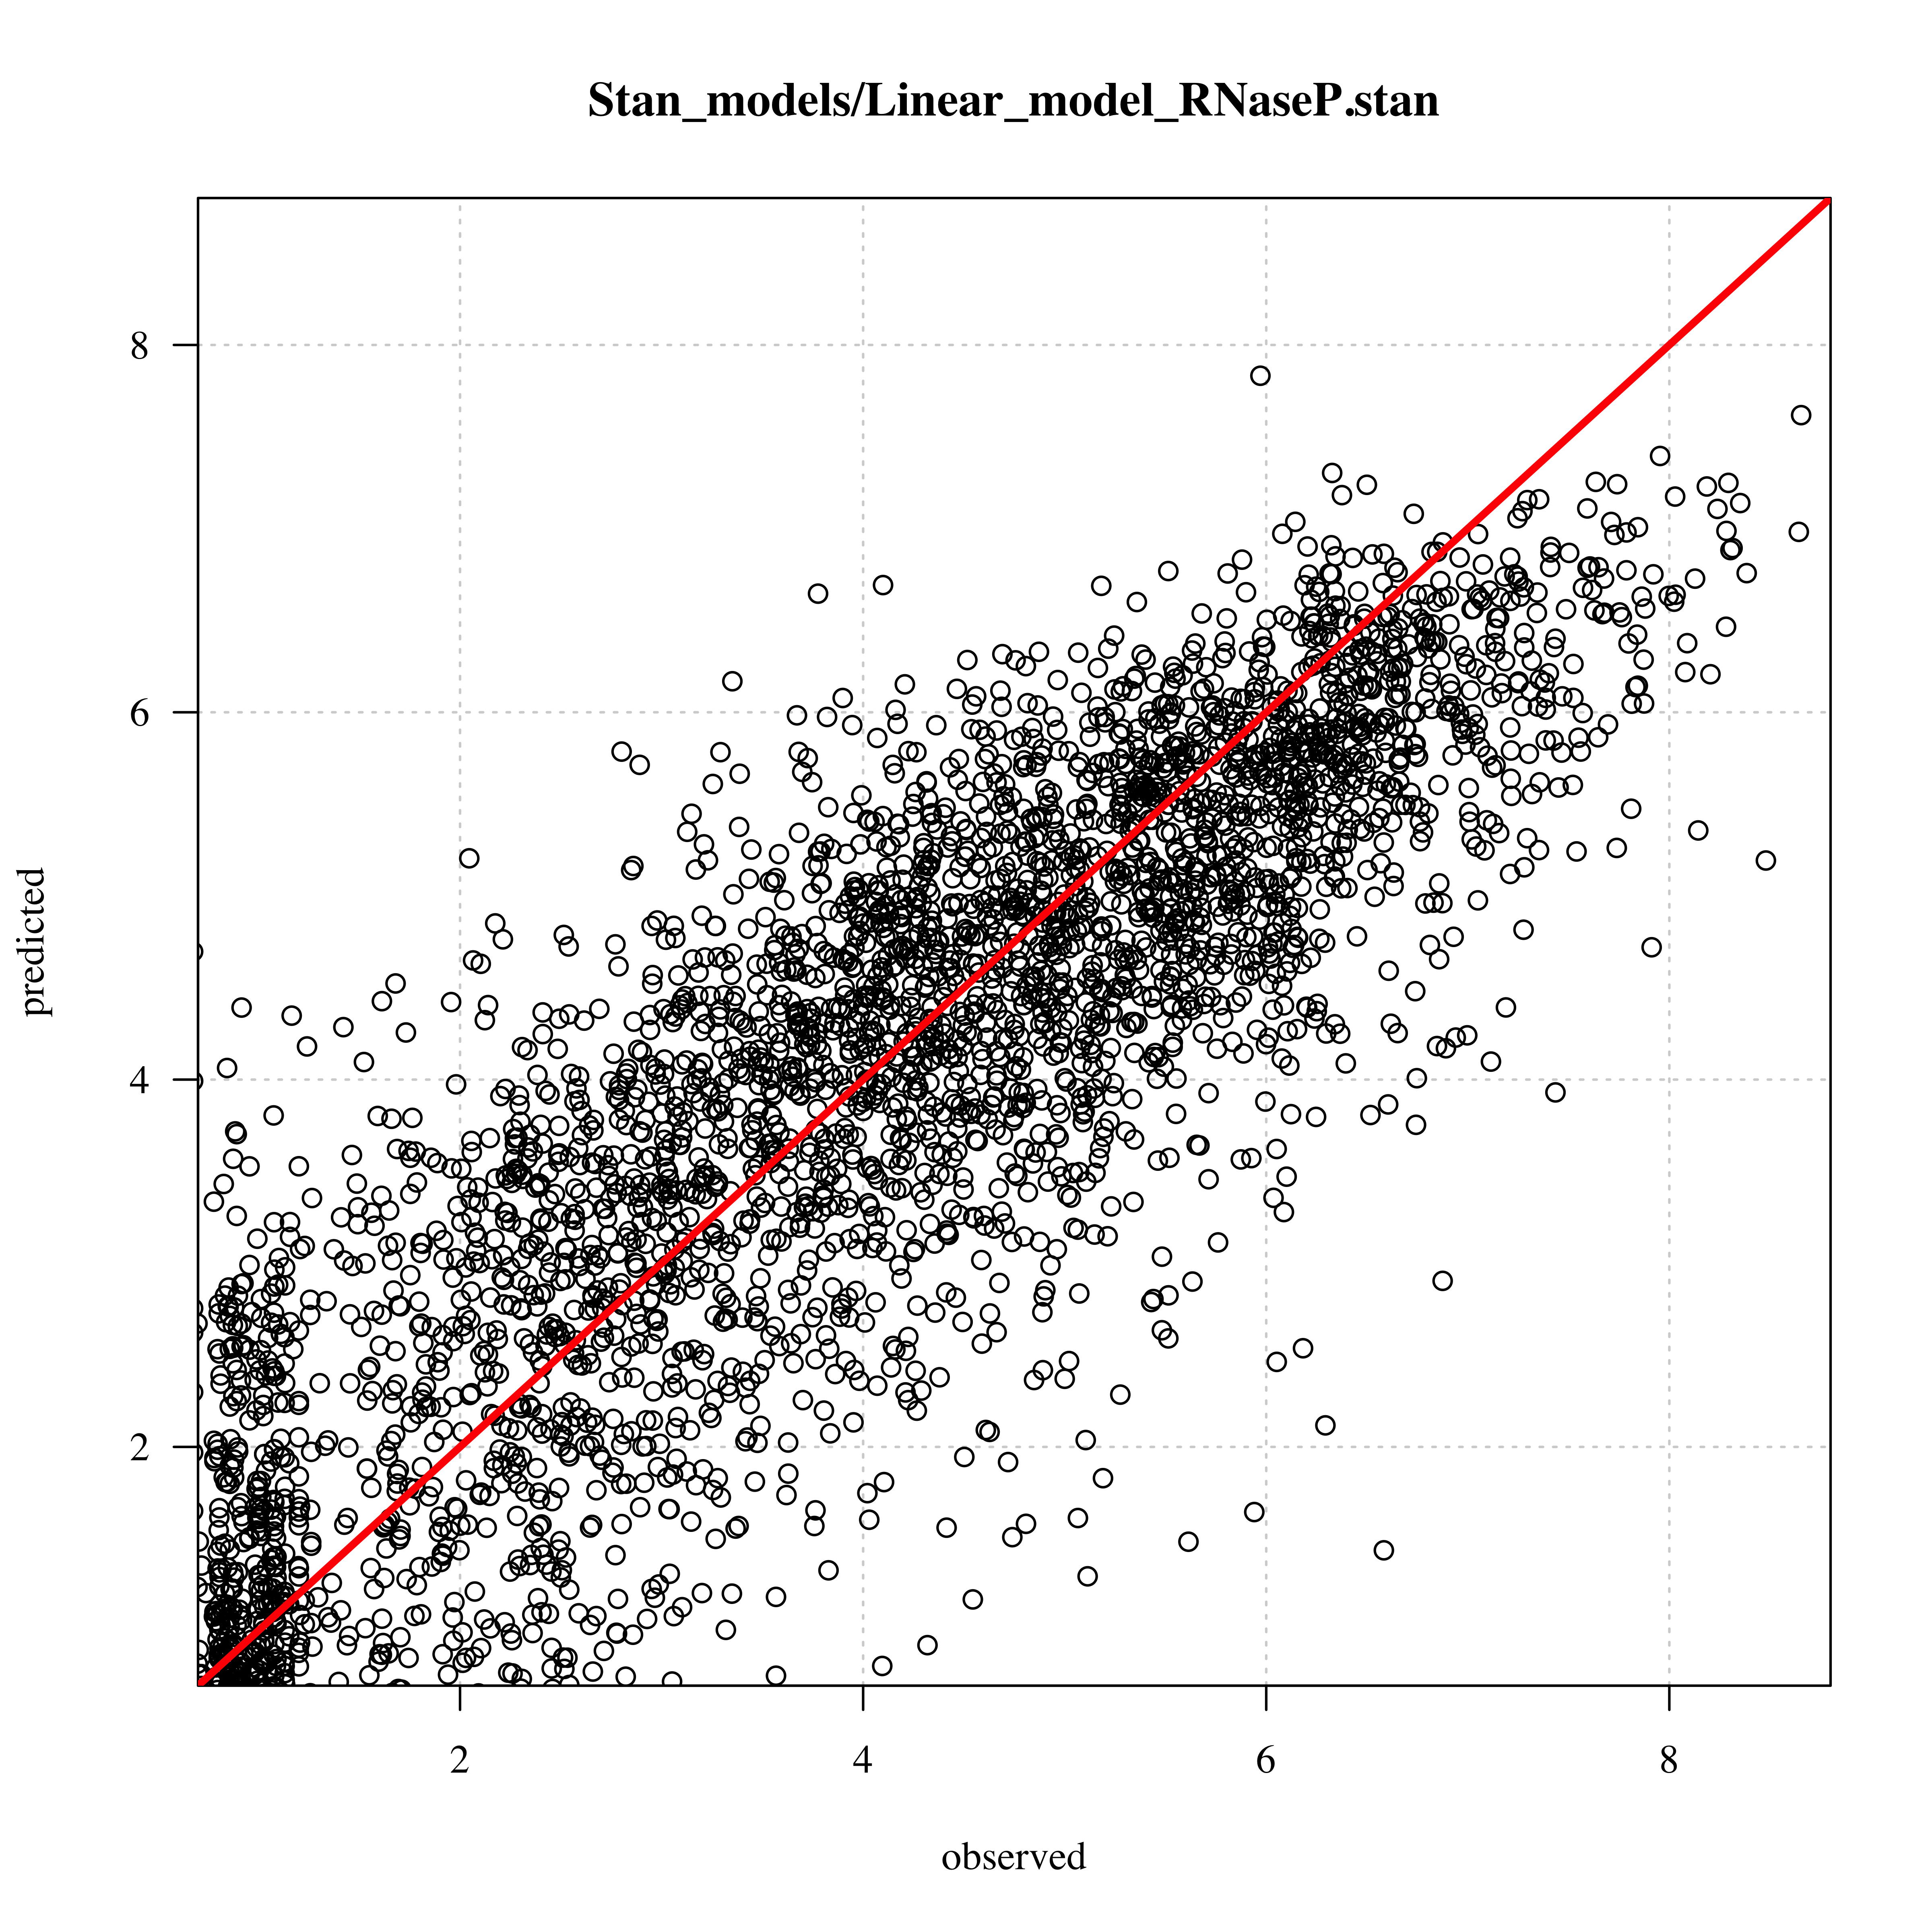 Stan_models/Linear_model_RNaseP.stan
8
6
4
2
predicted
2 4 6 8
observed